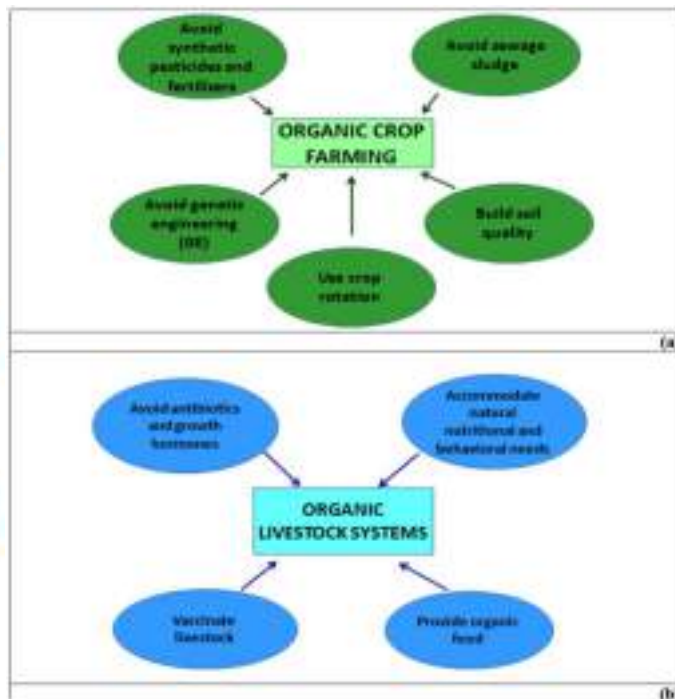 Avoid
synthetic
pesticides and
fertilisers
Avoid sewage
sludge
ORGANIC CROP
FARMING
Avoid genetic
engineering
(GE)
Build soil
quality
Use crop
rotation
(a)
Avoid antibiotics
and growth
hormones
Accommodate
natural
nutritional and
behavioral needs
ORGANIC
LIVESTOCK SYSTEMS
Vaccinate
livestock
Provide organic
feed
(b)